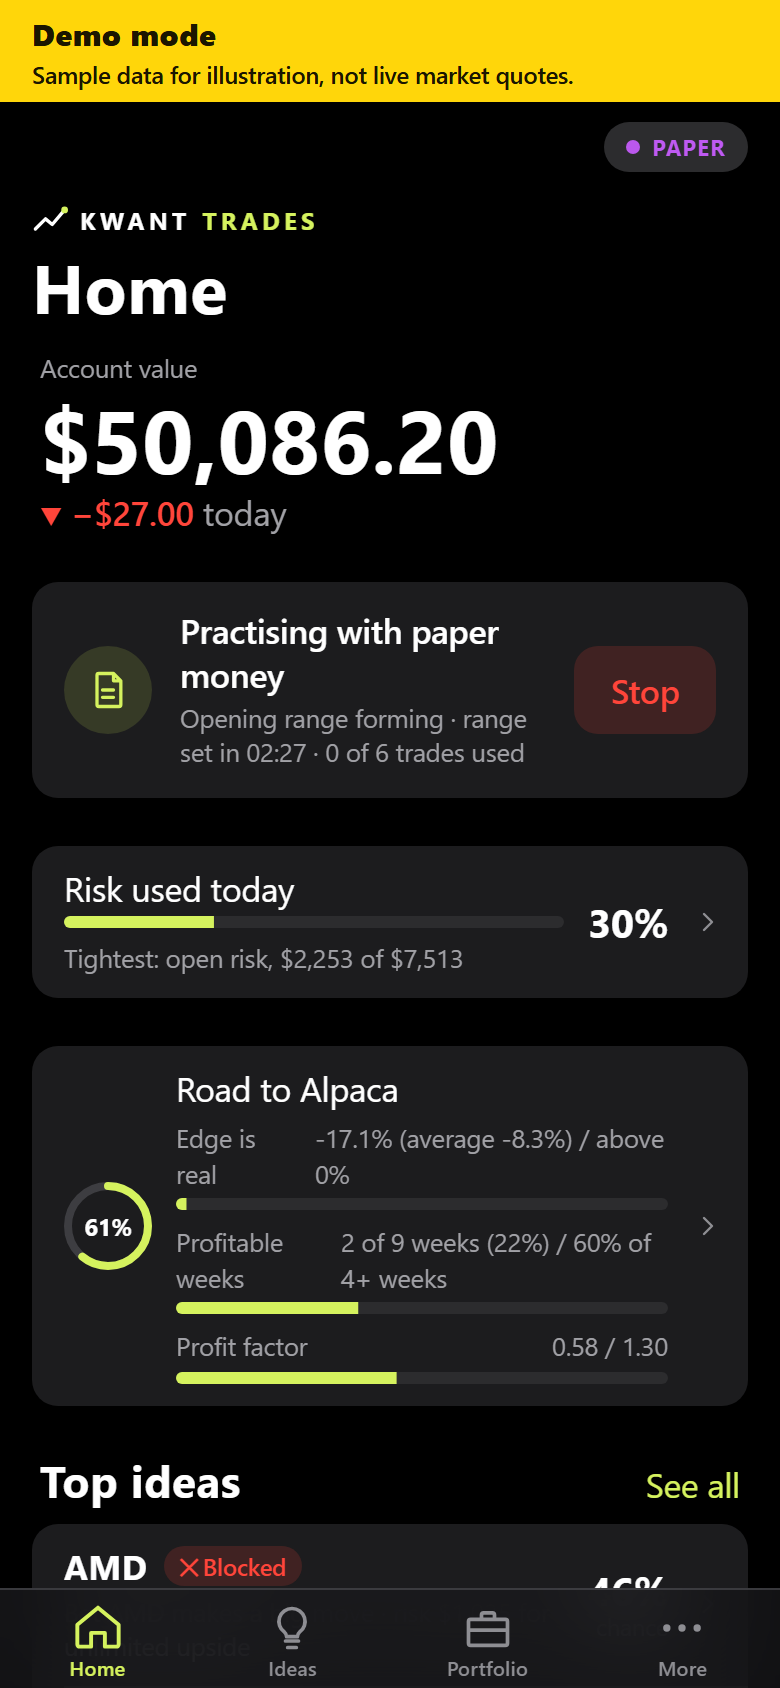 Demo mode
Sample data for illustration, not live market quotes.
PAPER
KWANT TRADES
Home
Account value
$50,086.20
▼ −$27.00 today
Practising with paper
money
Opening range forming · range
set in 02:27 · 0 of 6 trades used
Stop
Risk used today
30%
Tightest: open risk, $2,253 of $7,513
Road to Alpaca
61%
Edge is
real
-17.1% (average -8.3%) / above
0%
Profitable
weeks
2 of 9 weeks (22%) / 60% of
4+ weeks
Profit factor
0.58 / 1.30
Top ideas
See all
AMD
Blocked
46%
unlimited upside
Home
Ideas
Portfolio
More